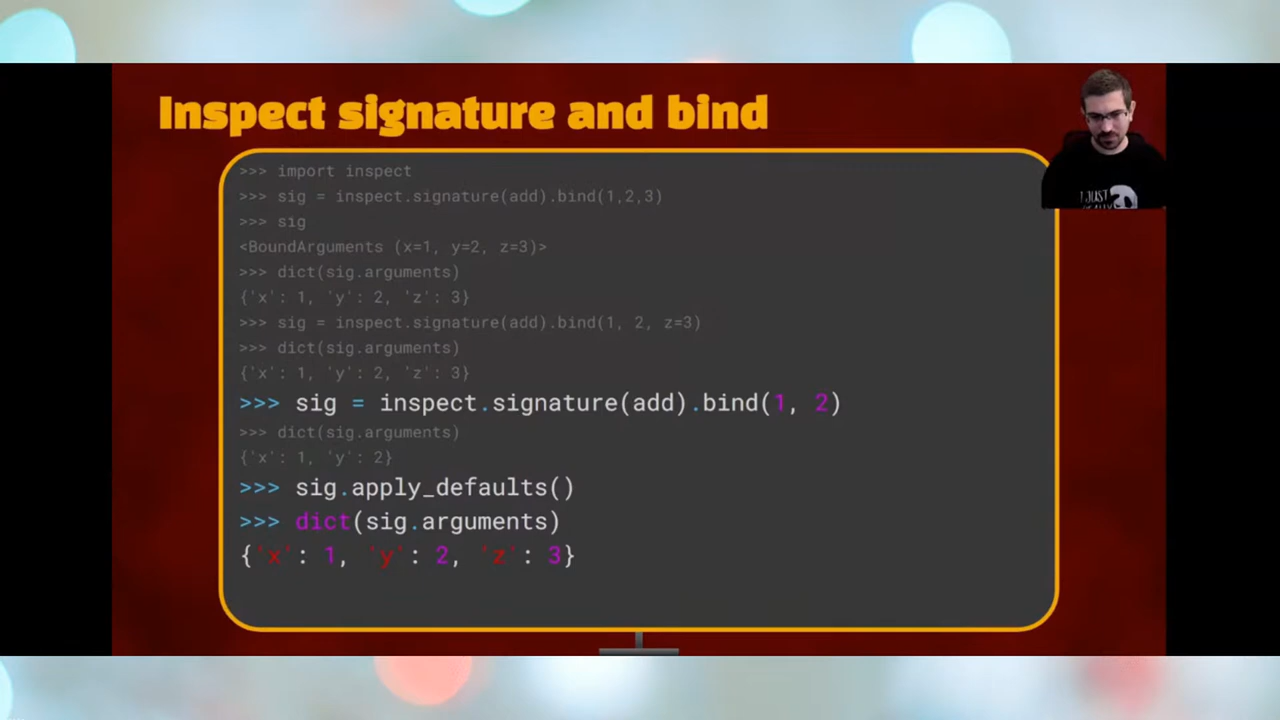 Inspect signature and bind
>>> import inspect
>>> sig = inspect.signature(add).bind(1,2,3)
>>> sig
<BoundArguments (x=1, y=2, z=3)>
>>> dict(sig.arguments)
{'x': 1, 'y': 2, 'z': 3}
>>> sig = inspect.signature(add).bind(1, 2, z=3)
>>> dict(sig.arguments)
{'x': 1, 'y': 2, 'z': 3}
>>> sig = inspect.signature(add).bind(1, 2)
>>> dict(sig.arguments)
{'x': 1, 'y': 2}
>>> sig.apply_defaults()
>>> dict(sig.arguments)
{'x': 1, 'y': 2, 'z': 3}
I JUST